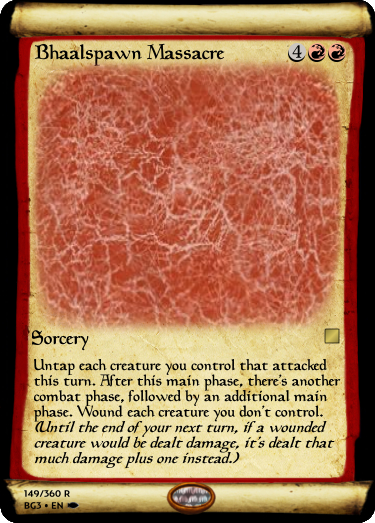 Bhaalspawn Massacre 4
Sorcery
Untap each creature you control that attacked
this turn. After this main phase, there's another
combat phase, followed by an additional main
phase. Wound each creature you don't control.
(Until the end of your next turn, if a wounded
creature would be dealt damage, it's dealt that
much damage plus one instead.)
149/360 R
BG3 • EN